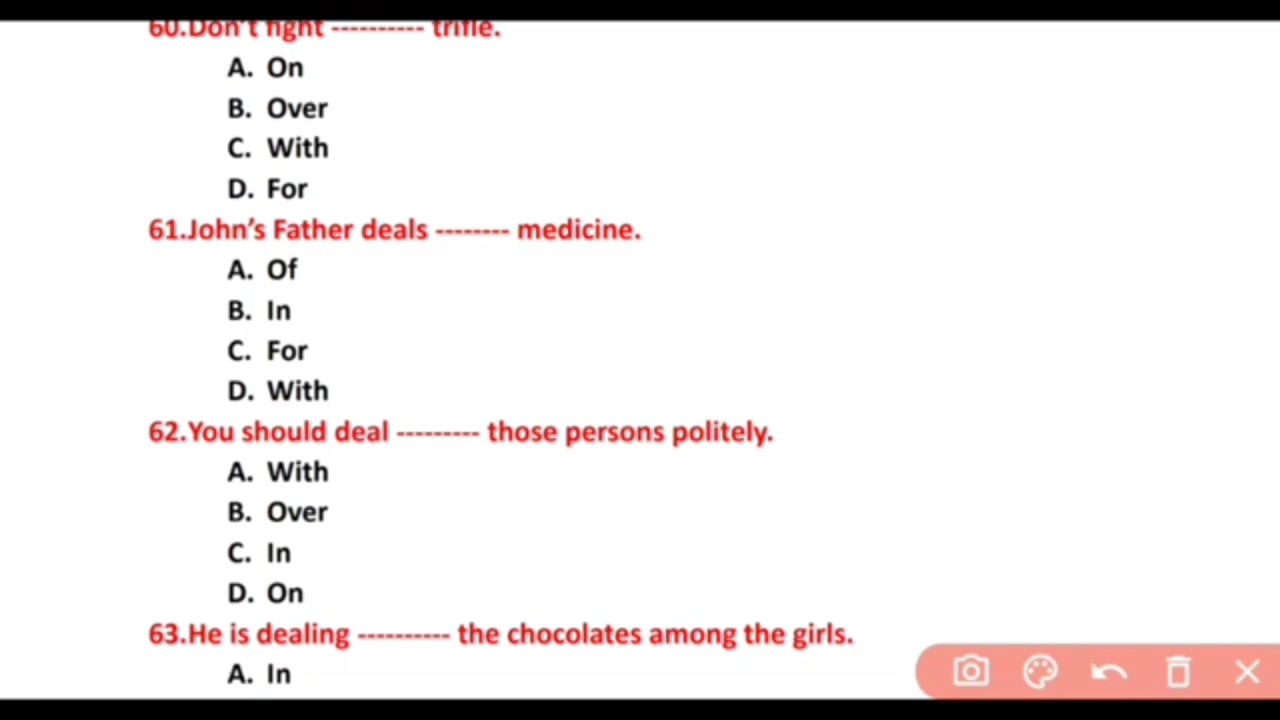 60.Don't fight ---------- trifle.
A. On
B. Over
C. With
D. For
61.John’s Father deals -------- medicine.
A. Of
B. In
C. For
D. With
62.You should deal --------- those persons politely.
A. With
B. Over
C. In
D. On
63.He is dealing ---------- the chocolates among the girls.
A. In